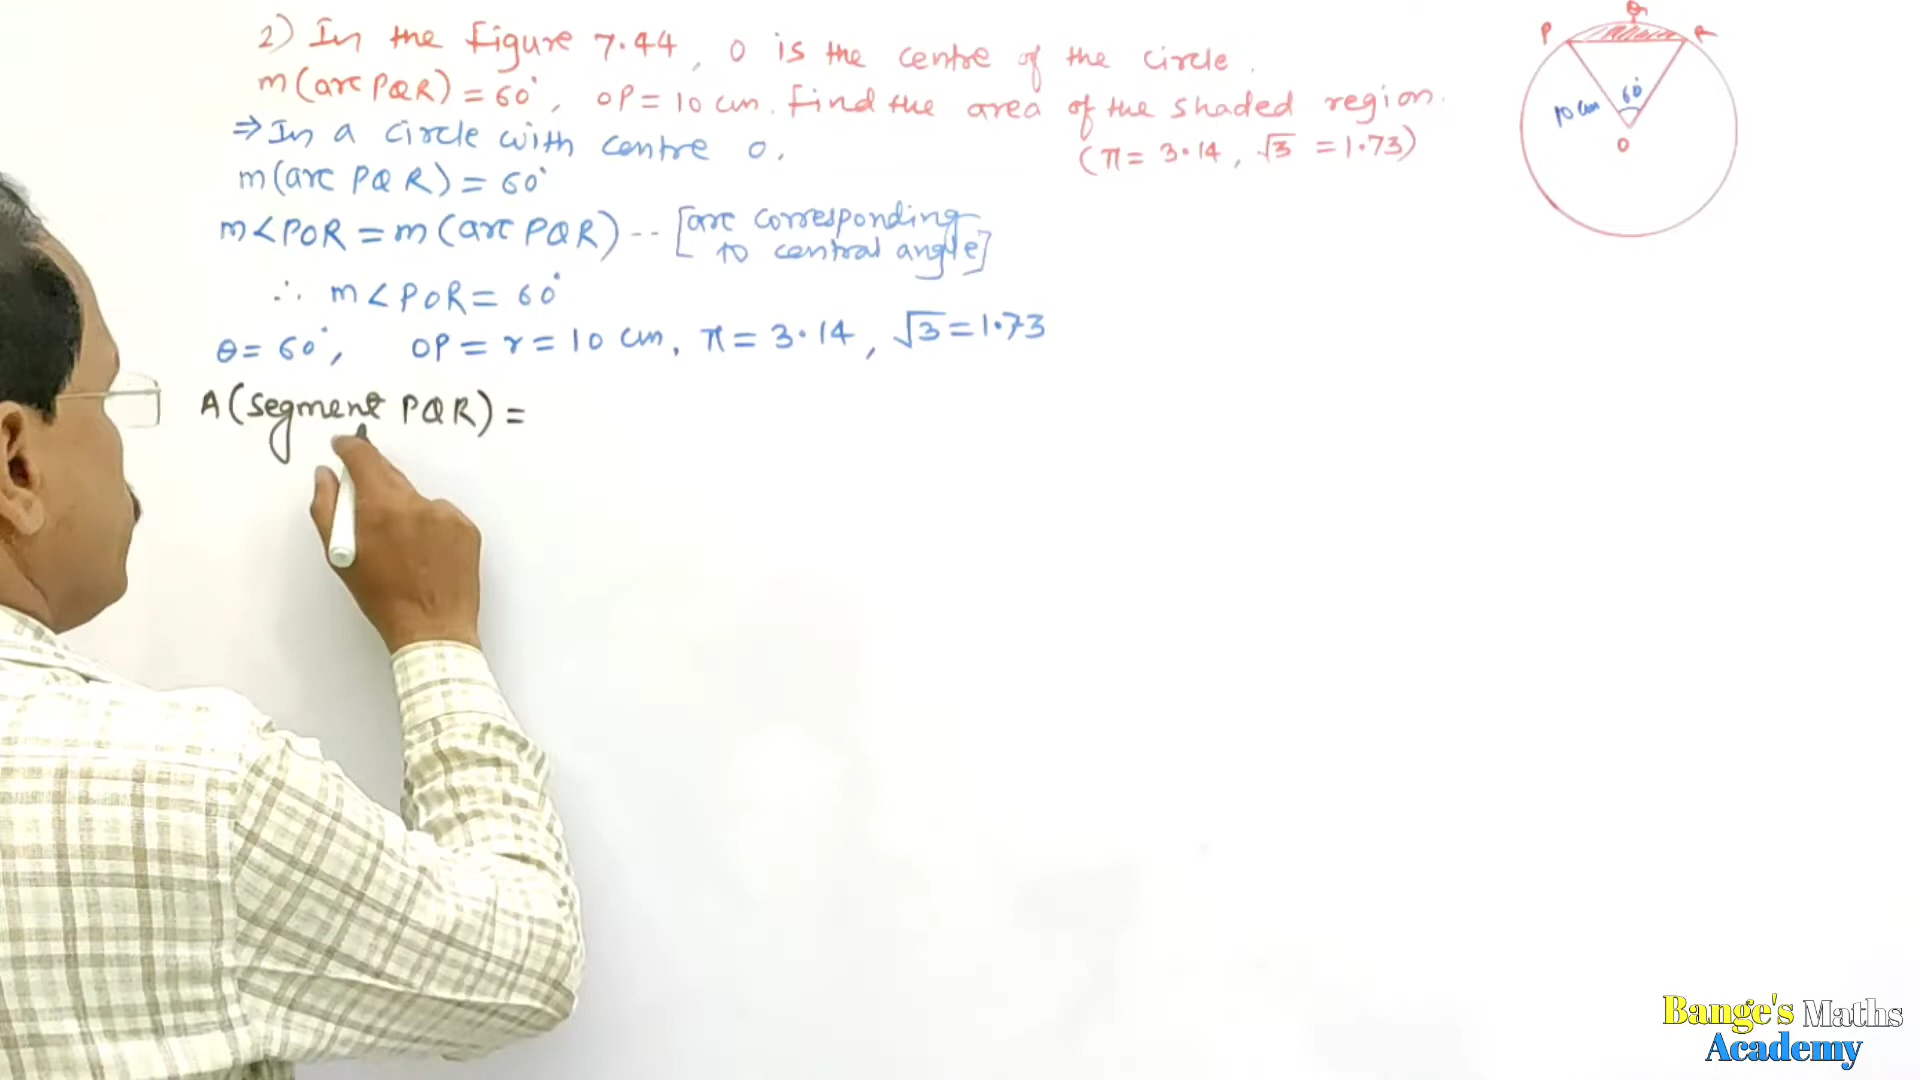 2) In the figure 7.44, O is the centre of the circle.
m(arc PQR) = 60°, OP = 10 cm. Find the area of the shaded region.
(π = 3.14, √3 = 1.73)
⇒ In a circle with centre O.
m(arc PQR) = 60°
m∠POR = m(arc PQR) -- [arc corresponding
to central angle]
∴ m∠POR = 60°
θ = 60°, OP = r = 10 cm, π = 3.14, √3 = 1.73
A(segment PQR) =
P
Q
R
10 cm
60°
O
Bange's Maths
Academy